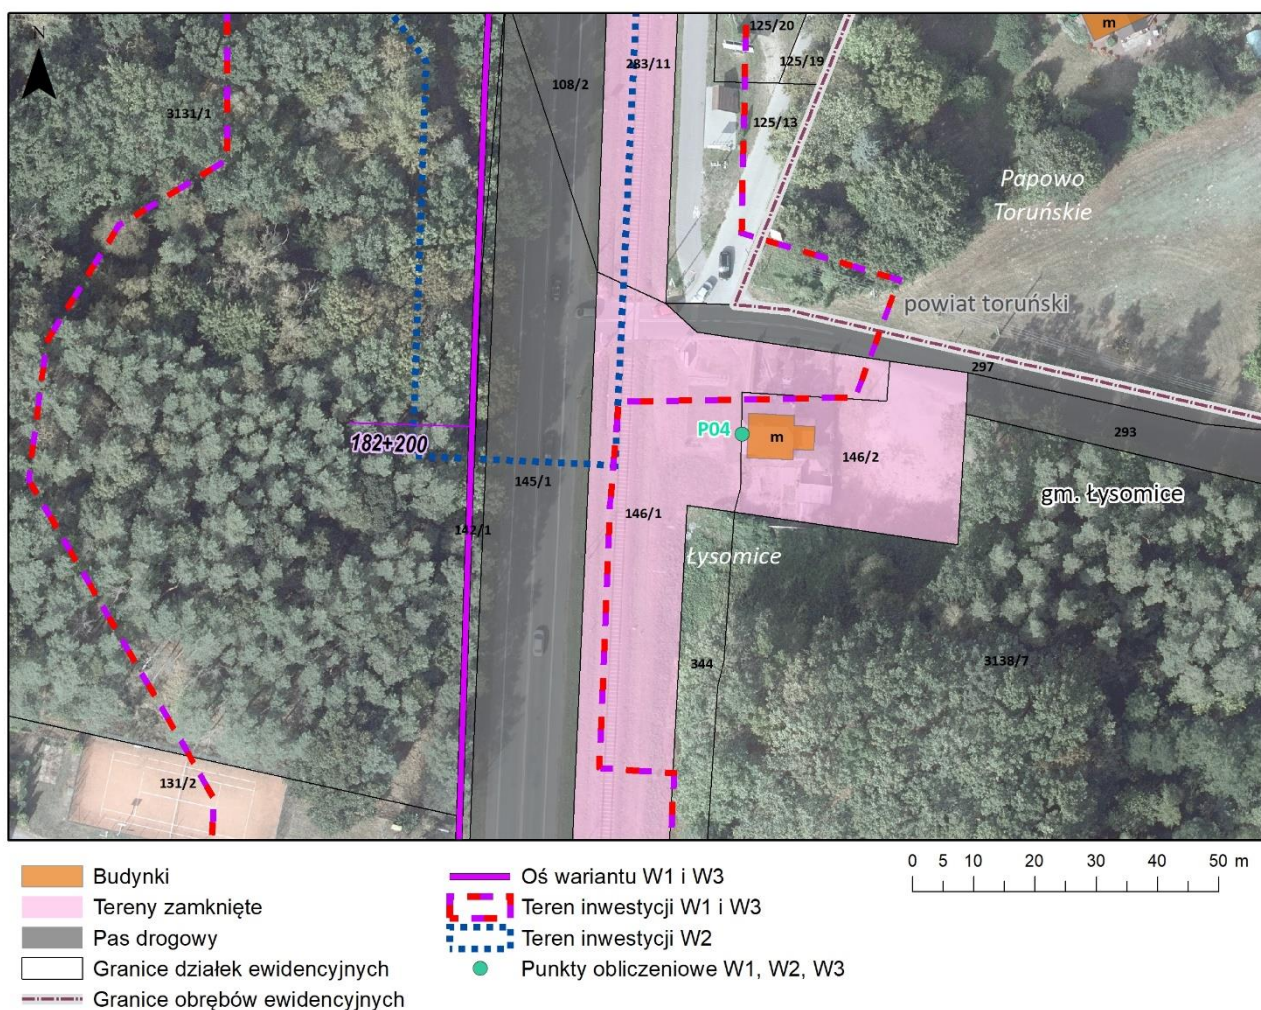 N
125/20
m
283/11
125/19
108/2
3131/1
125/13
Papowo
Toruńskie
powiat toruński
297
P04
m
293
182+200
146/2
145/1
gm. Łysomice
142/1
146/1
Łysomice
344
3138/7
131/2
Budynki
Tereny zamknięte
Pas drogowy
Granice działek ewidencyjnych
Granice obrębów ewidencyjnych
Oś wariantu W1 i W3
Teren inwestycji W1 i W3
Teren inwestycji W2
Punkty obliczeniowe W1, W2, W3
0 5 10 20 30 40 50 m